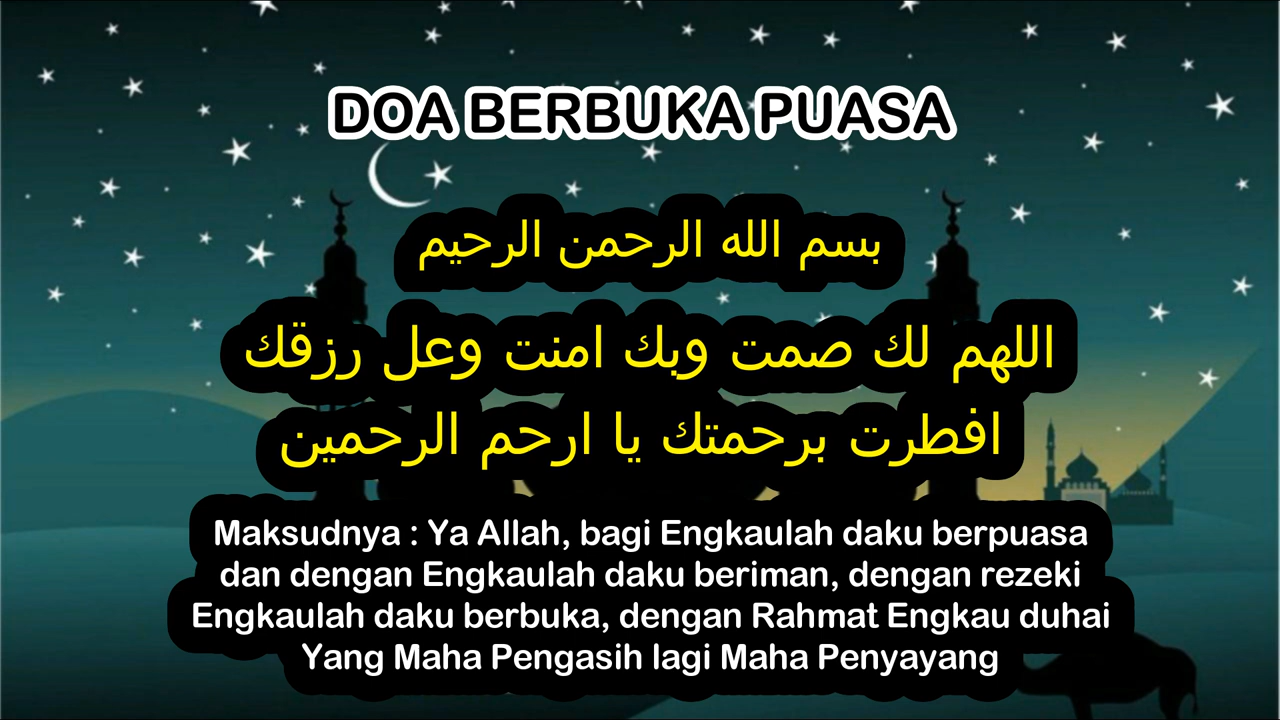 DOA BERBUKA PUASA
بسم الله الرحمن الرحيم
اللهم لك صمت وبك امنت وعل رزقك
افطرت برحمتك يا ارحم الرحمين
Maksudnya : Ya Allah, bagi Engkaulah daku berpuasa
dan dengan Engkaulah daku beriman, dengan rezeki
Engkaulah daku berbuka, dengan Rahmat Engkau duhai
Yang Maha Pengasih lagi Maha Penyayang